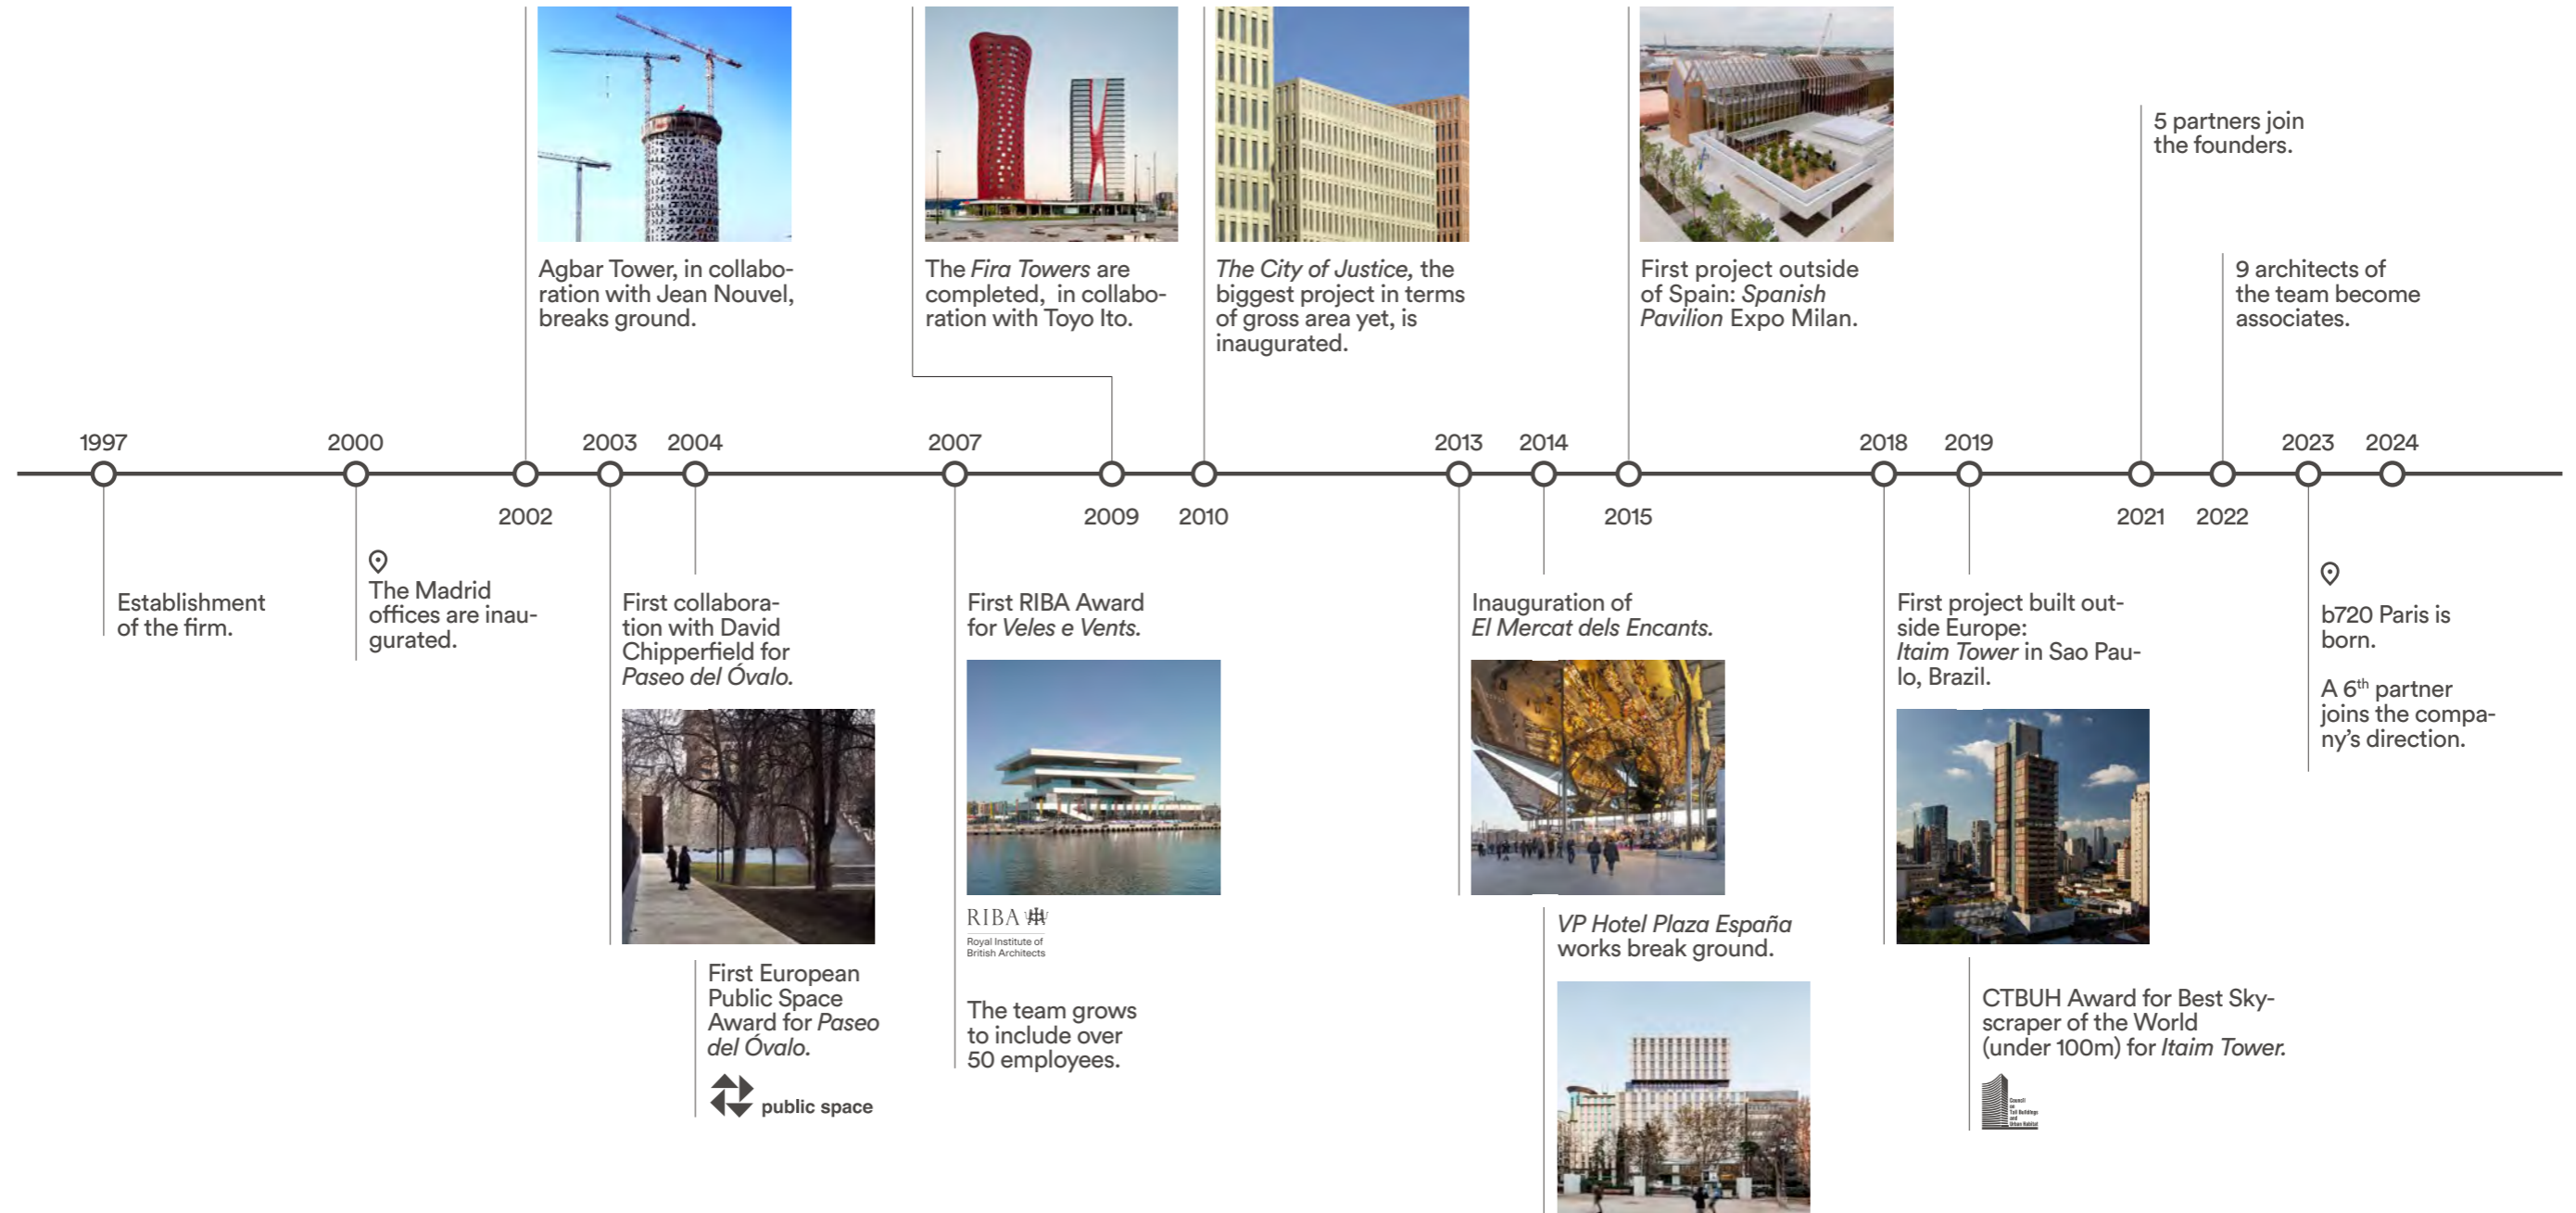 Agbar Tower, in collabo-
ration with Jean Nouvel,
breaks ground.
The Fira Towers are
completed, in collabo-
ration with Toyo Ito.
The City of Justice, the
biggest project in terms
of gross area yet, is
inaugurated.
First project outside
of Spain: Spanish
Pavilion Expo Milan.
5 partners join
the founders.
9 architects of
the team become
associates.
1997
2000
2003
2004
2007
2013
2014
2018
2019
2023
2024
2002
2009
2010
2015
2021
2022
Establishment
of the firm.
The Madrid
offices are inau-
gurated.
First collabora-
tion with David
Chipperfield for
Paseo del Óvalo.
First European
Public Space
Award for Paseo
del Óvalo.
public space
First RIBA Award
for Veles e Vents.
RIBA
Royal Institute of
British Architects
The team grows
to include over
50 employees.
Inauguration of
El Mercat dels Encants.
VP Hotel Plaza España
works break ground.
First project built out-
side Europe:
Itaim Tower in Sao Pau-
lo, Brazil.
CTBUH Award for Best Sky-
scraper of the World
(under 100m) for Itaim Tower.
Council
on
Tall Buildings
and
Urban Habitat
b720 Paris is
born.
A 6th partner
joins the compa-
ny's direction.